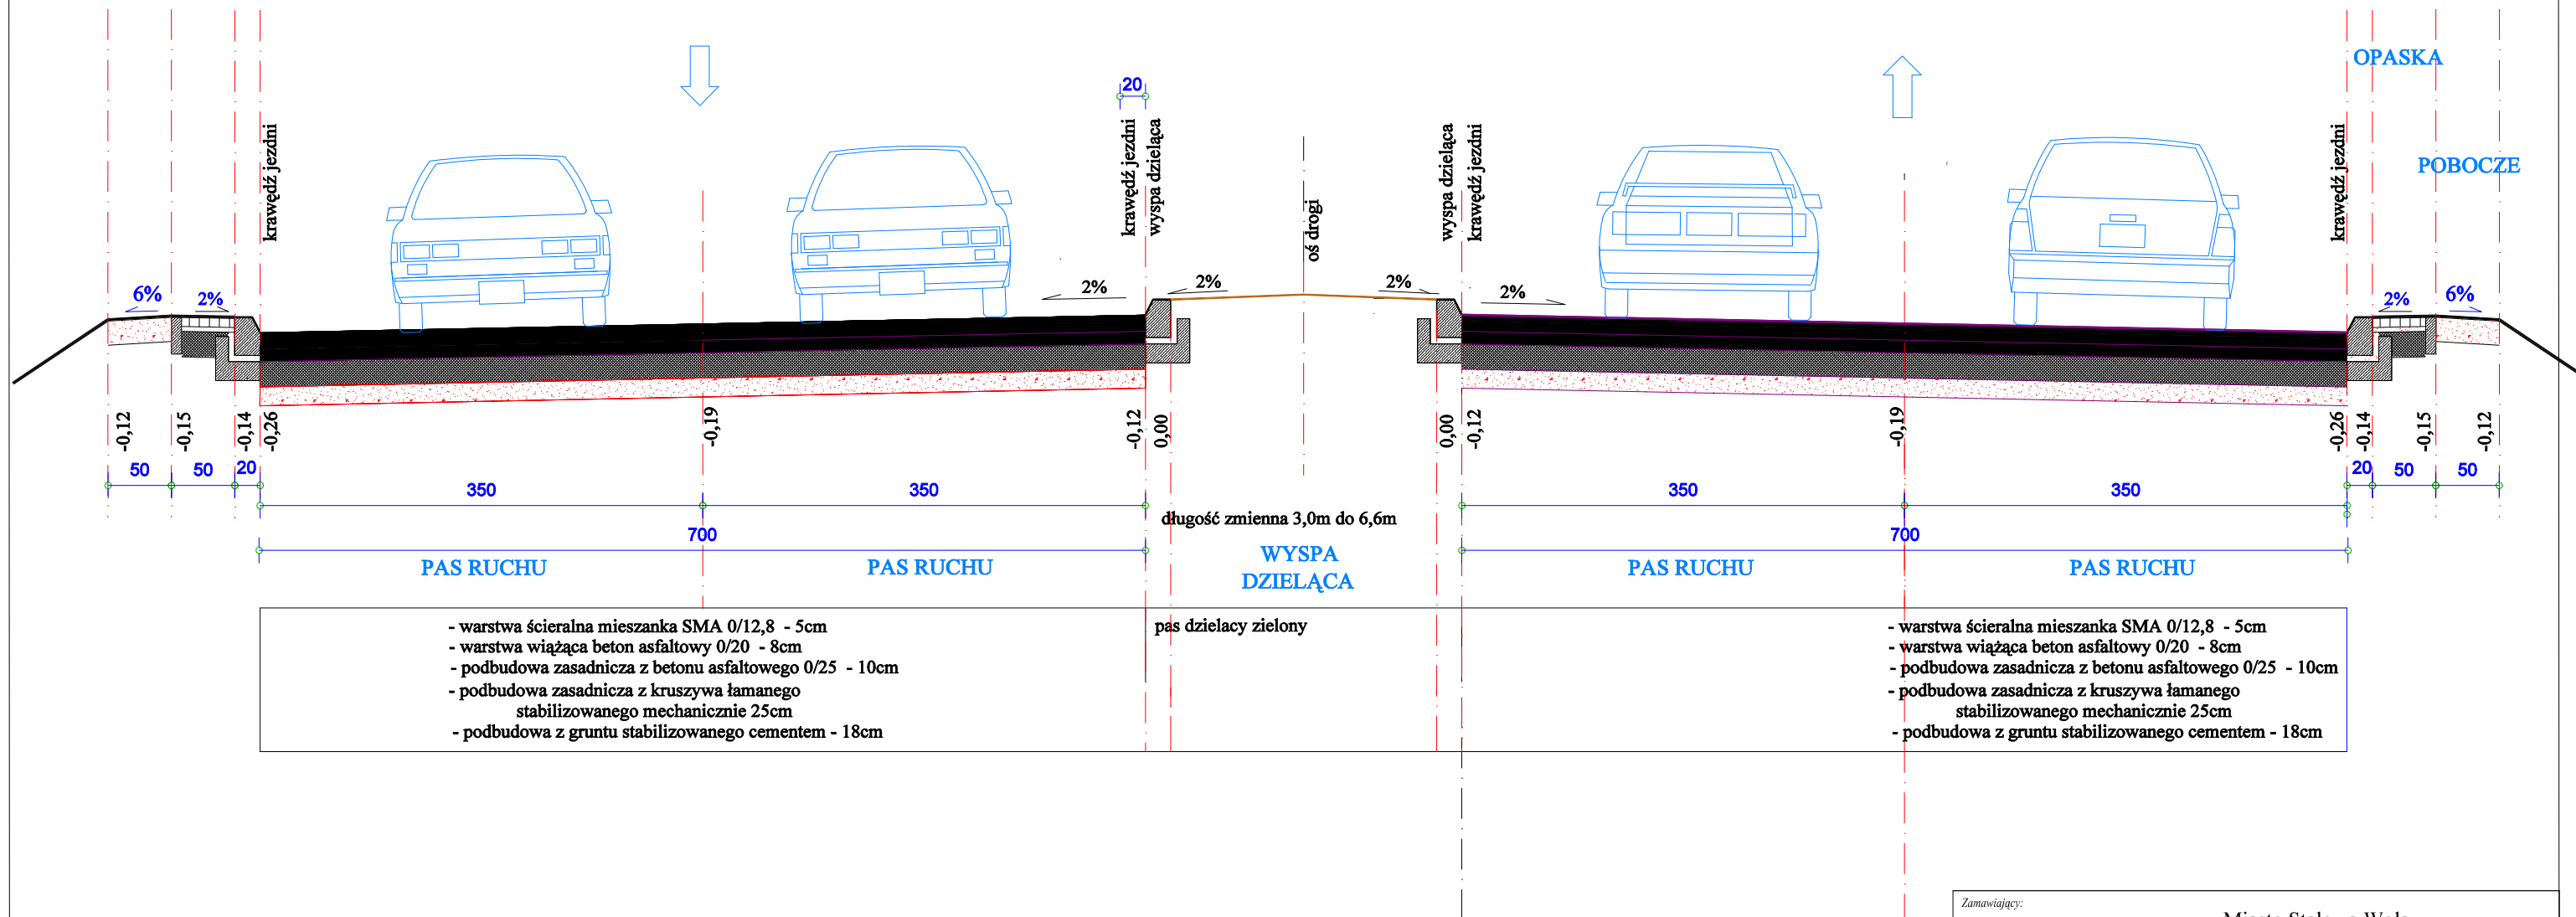 OPASKA
20
krawędź jezdni
krawędź jezdni
wyspa dzieląca
wyspa dzieląca
krawędź jezdni
krawędź jezdni
POBOCZE
oś drogi
6%
2%
2%
2%
2%
2%
2%
6%
-0,12
-0,15
-0,14
-0,26
-0,19
-0,12
0,00
0,00
-0,12
-0,19
-0,26
-0,14
-0,15
-0,12
50
50
20
20
50
50
350
350
350
350
długość zmienna 3,0m do 6,6m
700
700
WYSPA
DZIELĄCA
PAS RUCHU
PAS RUCHU
PAS RUCHU
PAS RUCHU
- warstwa ścieralna mieszanka SMA 0/12,8 - 5cm
- warstwa wiążąca beton asfaltowy 0/20 - 8cm
- podbudowa zasadnicza z betonu asfaltowego 0/25 - 10cm
- podbudowa zasadnicza z kruszywa łamanego
stabilizowanego mechanicznie 25cm
- podbudowa z gruntu stabilizowanego cementem - 18cm
pas dzielacy zielony
- warstwa ścieralna mieszanka SMA 0/12,8 - 5cm
- warstwa wiążąca beton asfaltowy 0/20 - 8cm
- podbudowa zasadnicza z betonu asfaltowego 0/25 - 10cm
- podbudowa zasadnicza z kruszywa łamanego
stabilizowanego mechanicznie 25cm
- podbudowa z gruntu stabilizowanego cementem - 18cm
Zamawiający: